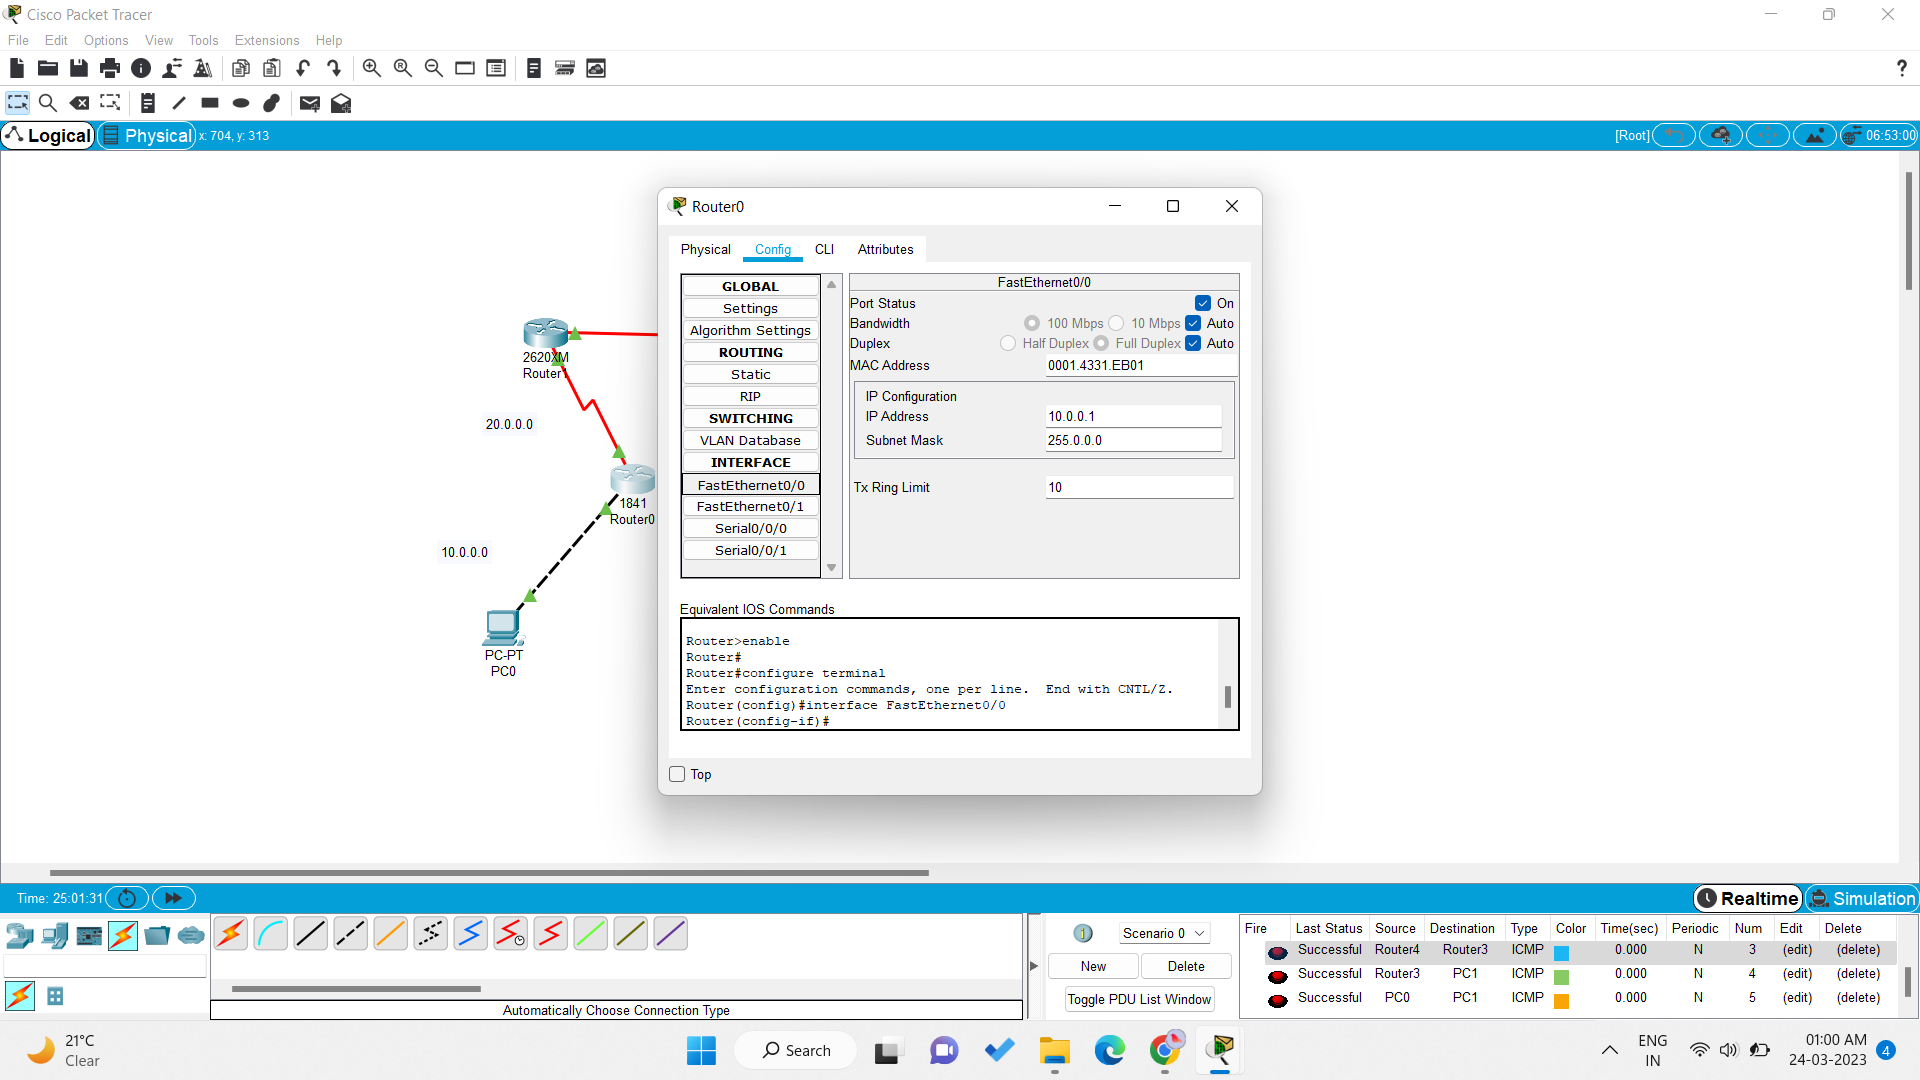 Cisco Packet Tracer
File Edit Options View Tools Extensions Help
?
Logical Physical x: 704, y: 313 [Root] 06:53:00
Router0
Physical Config CLI Attributes
GLOBAL
Settings
Algorithm Settings
ROUTING
Static
RIP
SWITCHING
VLAN Database
INTERFACE
FastEthernet0/0
FastEthernet0/1
Serial0/0/0
Serial0/0/1
FastEthernet0/0
Port Status On
Bandwidth 100 Mbps 10 Mbps Auto
Duplex Half Duplex Full Duplex Auto
MAC Address 0001.4331.EB01
IP Configuration
IP Address 10.0.0.1
Subnet Mask 255.0.0.0
Tx Ring Limit 10
Equivalent IOS Commands
Router>enable
Router#
Router#configure terminal
Enter configuration commands, one per line. End with CNTL/Z.
Router(config)#interface FastEthernet0/0
Router(config-if)#
Top
2620XM
Router1
20.0.0.0
1841
Router0
10.0.0.0
PC-PT
PC0
Time: 25:01:31 Realtime Simulation
Automatically Choose Connection Type
1 Scenario 0
New Delete
Toggle PDU List Window
Fire Last Status Source Destination Type Color Time(sec) Periodic Num Edit Delete
Successful Router4 Router3 ICMP 0.000 N 3 (edit) (delete)
Successful Router3 PC1 ICMP 0.000 N 4 (edit) (delete)
Successful PC0 PC1 ICMP 0.000 N 5 (edit) (delete)
21°C
Clear
Search
ENG
IN
01:00 AM
24-03-2023
4